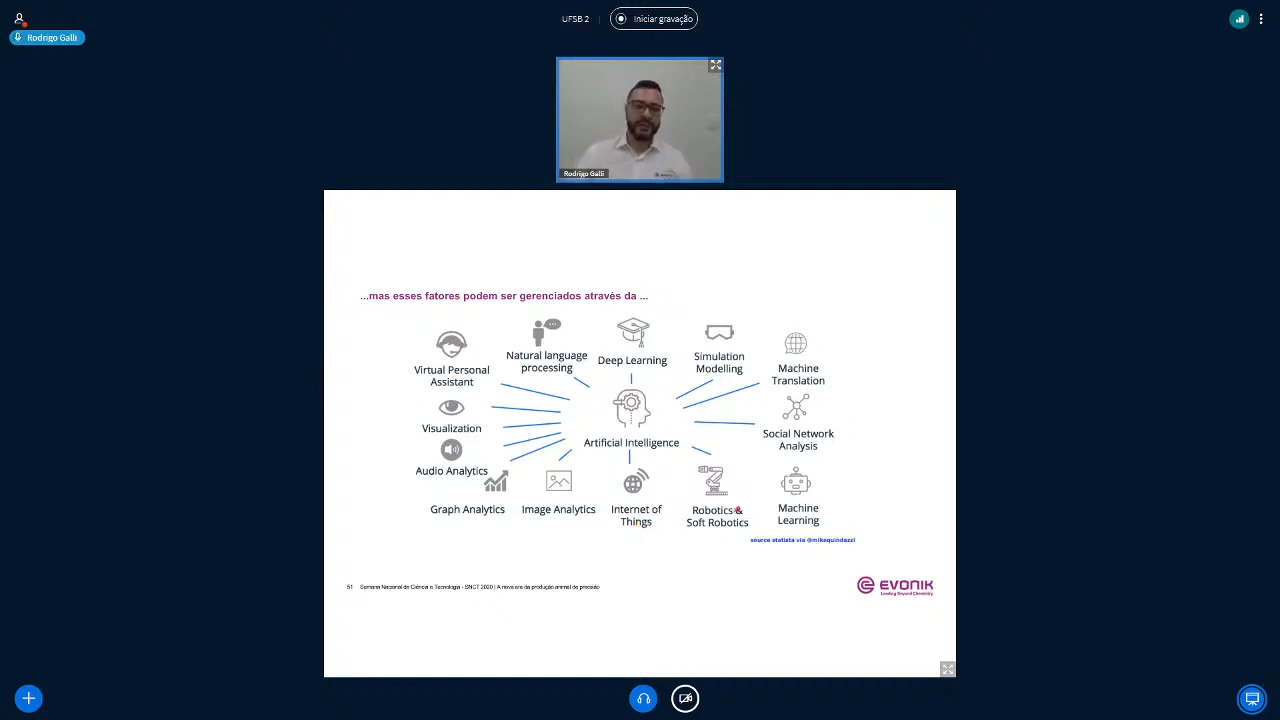 UFSB 2
Iniciar gravação
Rodrigo Galli
Rodrigo Galli
...mas esses fatores podem ser gerenciados através da ...
Natural language
processing
Deep Learning
Simulation
Modelling
Virtual Personal
Assistant
Machine
Translation
Visualization
Artificial Intelligence
Social Network
Analysis
Audio Analytics
Graph Analytics
Image Analytics
Internet of
Things
Robotics &
Soft Robotics
Machine
Learning
source statista via @mikequindazzi
51 Semana Nacional de Ciência e Tecnologia - SNCT 2020 | A nova era da produção animal de precisão
EVONIK
Leading Beyond Chemistry